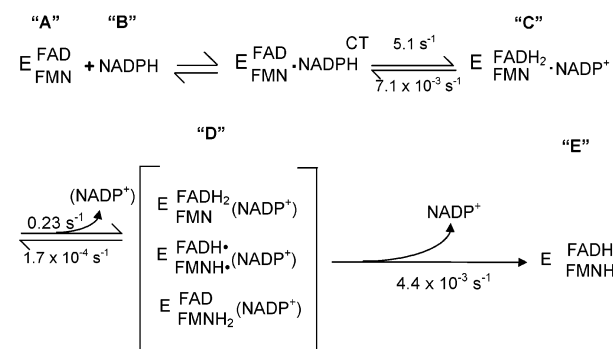 “A” “B” “C”
E FAD FMN + NADPH E FAD FMN ·NADPH CT 5.1 s⁻¹ 7.1 x 10⁻³ s⁻¹ E FADH₂ FMN ·NADP⁺
“D” “E”
(NADP⁺) 0.23 s⁻¹ 1.7 x 10⁻⁴ s⁻¹
E FADH₂ FMN (NADP⁺)
E FADH• FMNH• (NADP⁺)
E FAD FMNH₂ (NADP⁺)
NADP⁺ 4.4 x 10⁻³ s⁻¹
E FADH FMNH